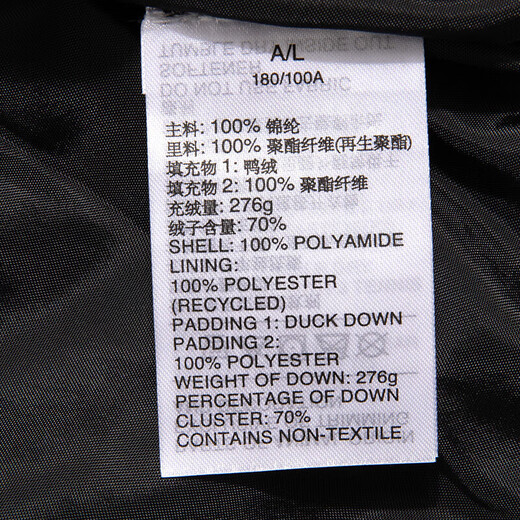 A/L
180/100A
主料: 100% 锦纶
里料: 100% 聚酯纤维(再生聚酯)
填充物 1: 鸭绒
填充物 2: 100% 聚酯纤维
充绒量: 276g
绒子含量: 70%
SHELL: 100% POLYAMIDE
LINING:
100% POLYESTER
(RECYCLED)
PADDING 1: DUCK DOWN
PADDING 2:
100% POLYESTER
WEIGHT OF DOWN: 276g
PERCENTAGE OF DOWN
CLUSTER: 70%
CONTAINS NON-TEXTILE